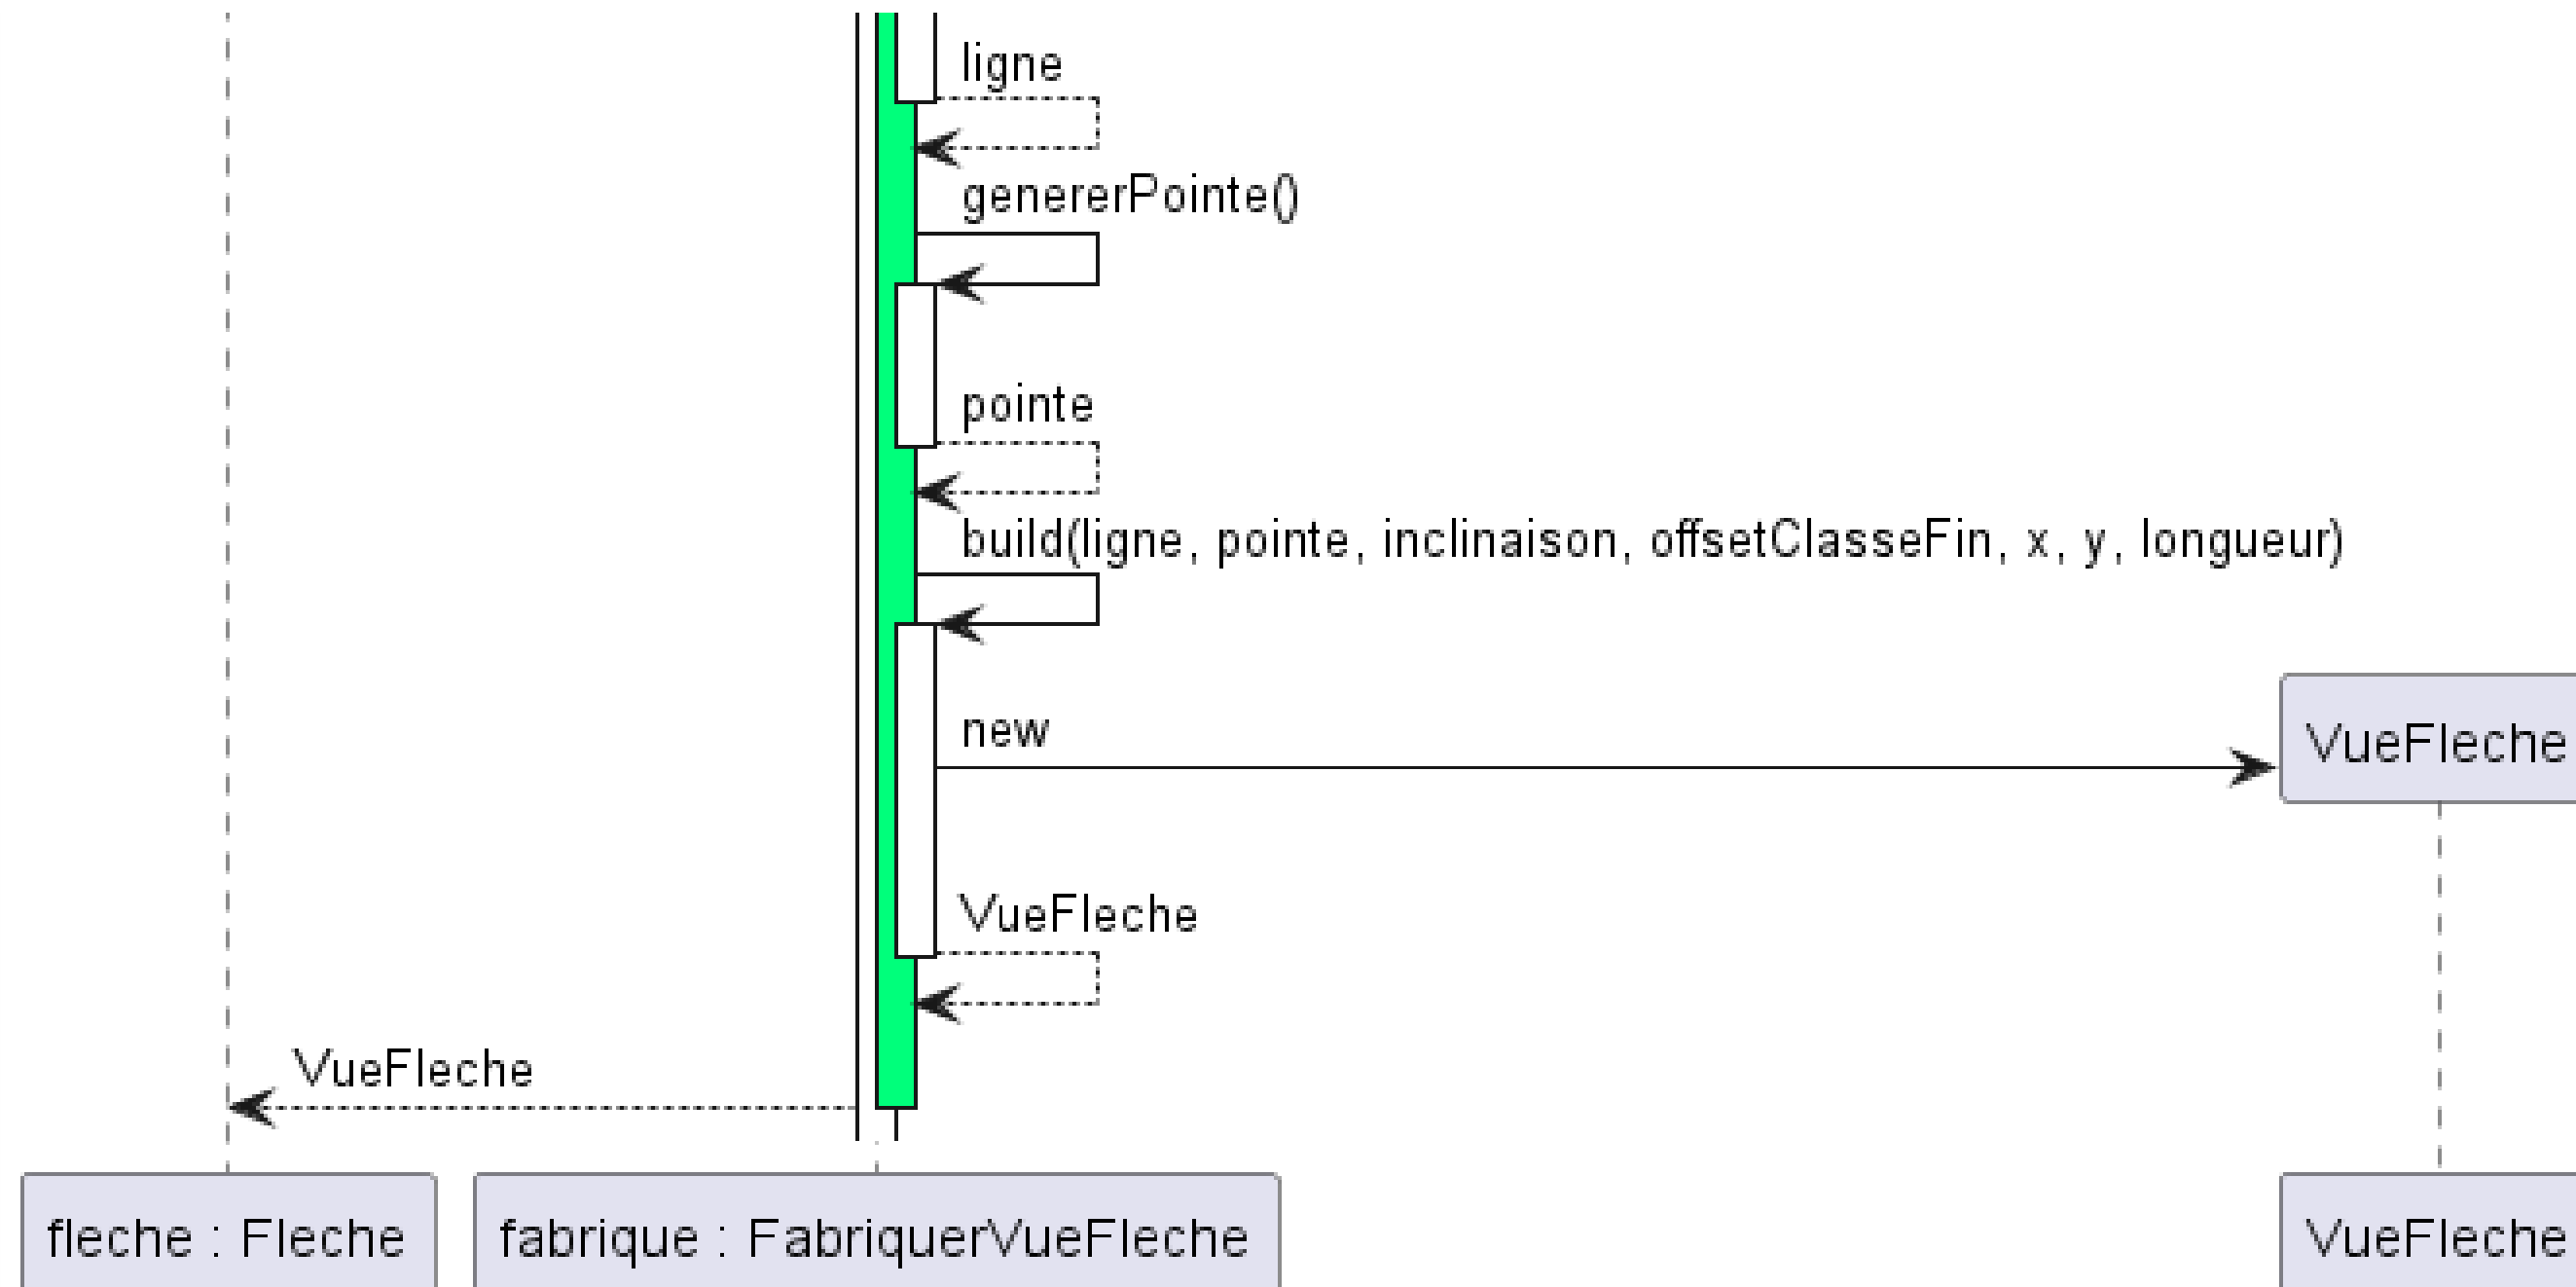 ligne
genererPointe()
pointe
build(ligne, pointe, inclinaison, offsetClasseFin, x, y, longueur)
new
VueFleche
VueFleche
VueFleche
fleche : Fleche
fabrique : FabriquerVueFleche
VueFleche